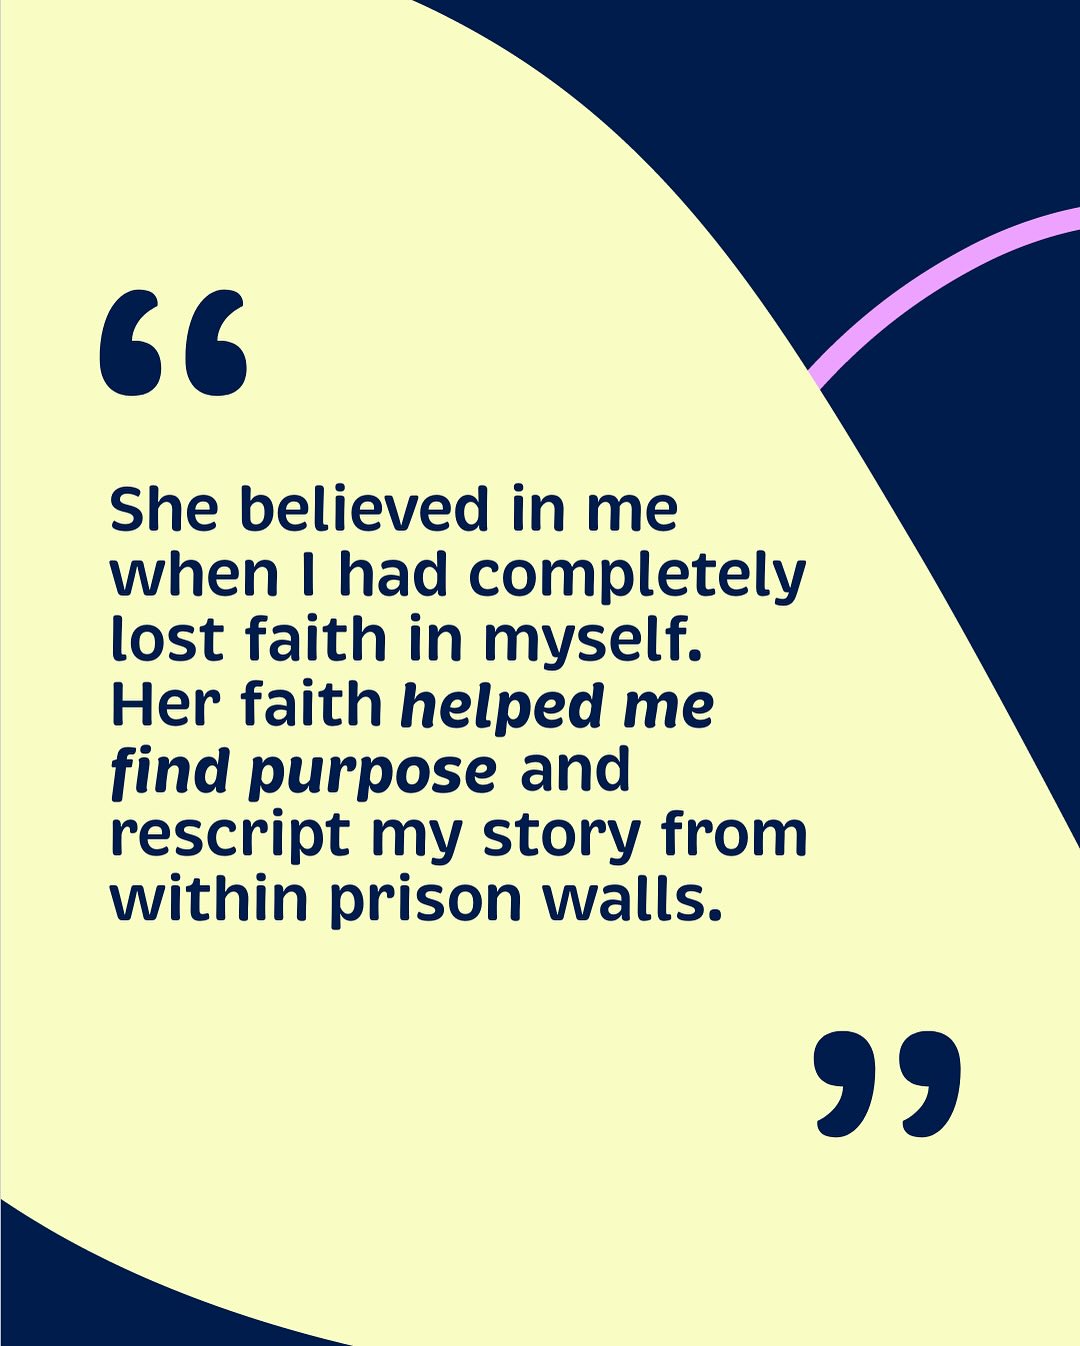 “
She believed in me
when I had completely
lost faith in myself.
Her faith helped me
find purpose and
rescript my story from
within prison walls.
”